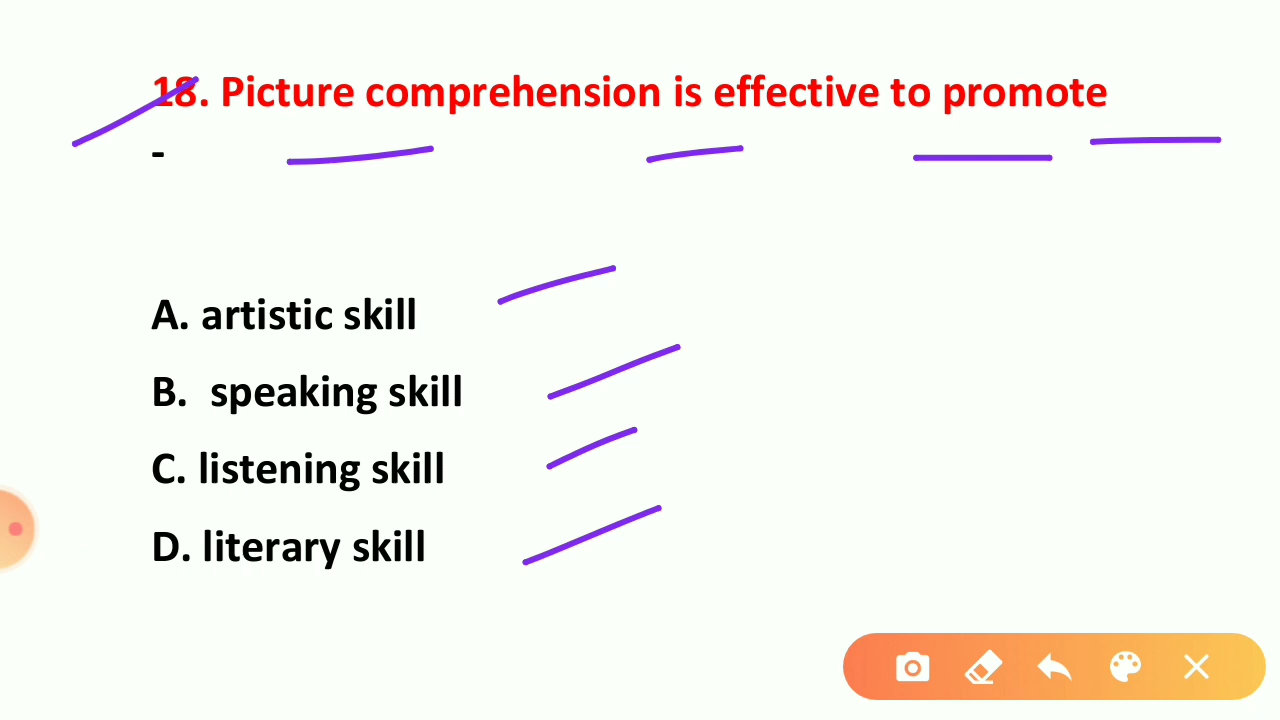 18. Picture comprehension is effective to promote
-
A. artistic skill
B. speaking skill
C. listening skill
D. literary skill